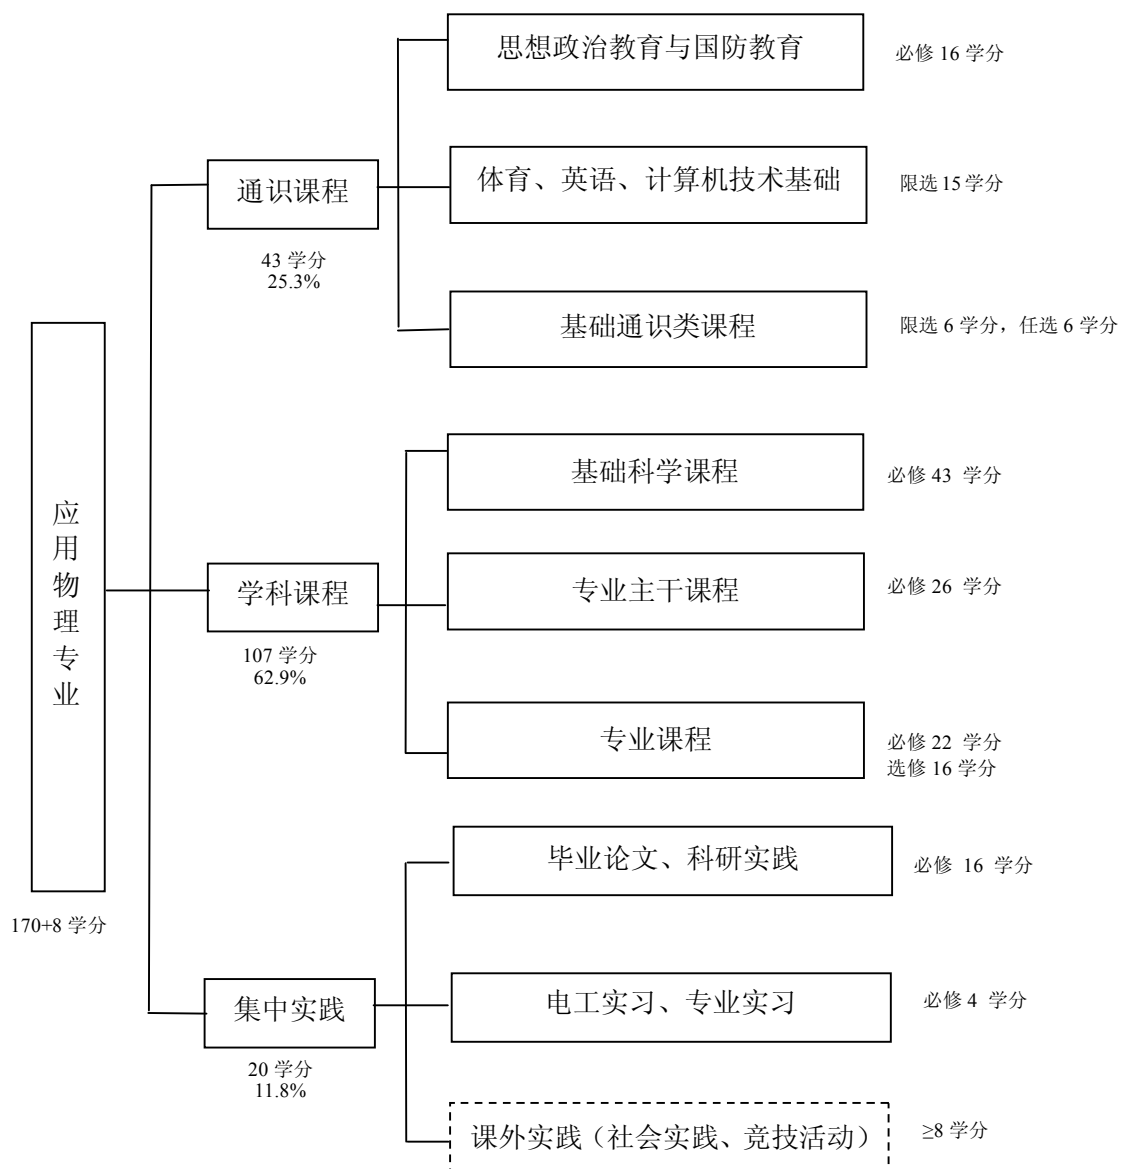 思想政治教育与国防教育
必修 16 学分
通识课程
43 学分
25.3%
体育、英语、计算机技术基础
限选 15 学分
基础通识类课程
限选 6 学分，任选 6 学分
应用物理专业
170+8 学分
基础科学课程
必修 43 学分
学科课程
107 学分
62.9%
专业主干课程
必修 26 学分
专业课程
必修 22 学分
选修 16 学分
毕业论文、科研实践
必修 16 学分
集中实践
20 学分
11.8%
电工实习、专业实习
必修 4 学分
课外实践（社会实践、竞技活动）
≥8 学分